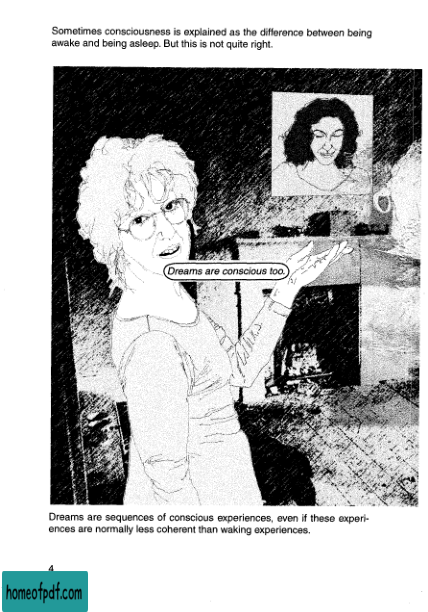 Sometimes consciousness is explained as the difference between being
awake and being asleep. But this is not quite right.
Dreams are conscious too.
Dreams are sequences of conscious experiences, even if these experi-
ences are normally less coherent than waking experiences.
4
homeofpdf.com